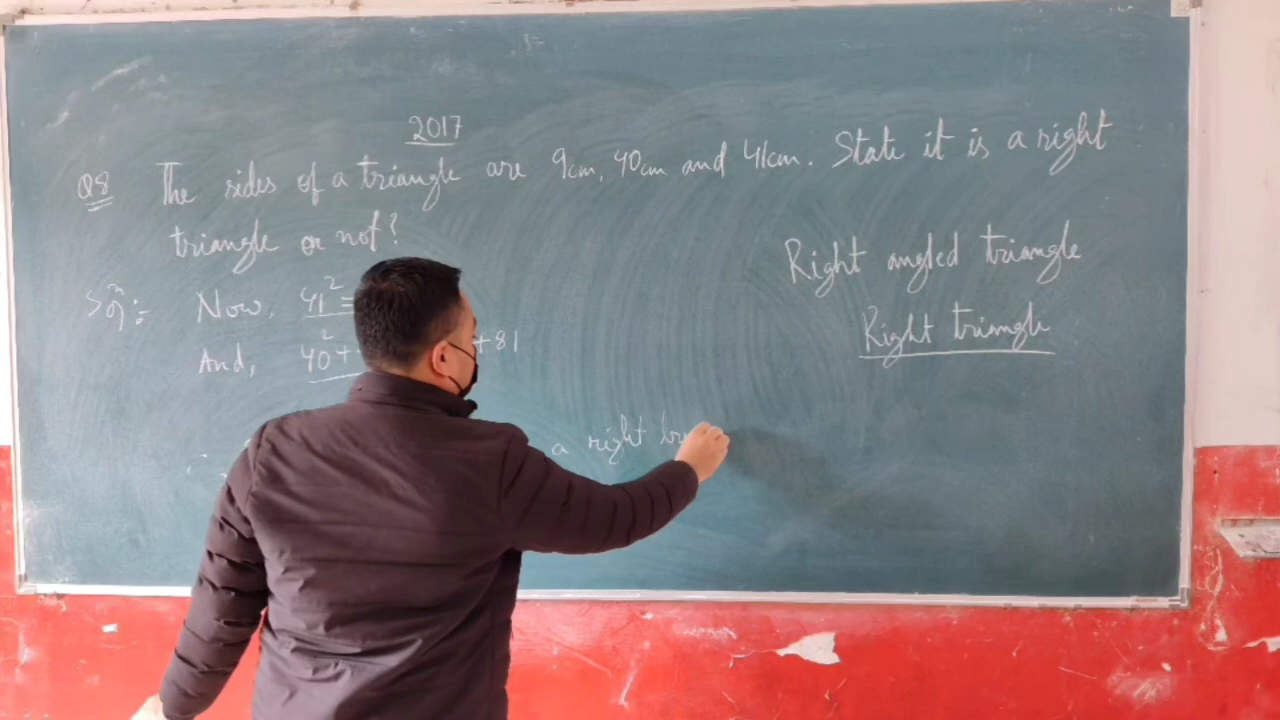 2017
Q8 The sides of a triangle are 9cm, 40cm and 41cm. State it is a right
triangle or not?
Right angled triangle
Right triangle
Solⁿ: Now, 41² =
And, 40² + +81
a right